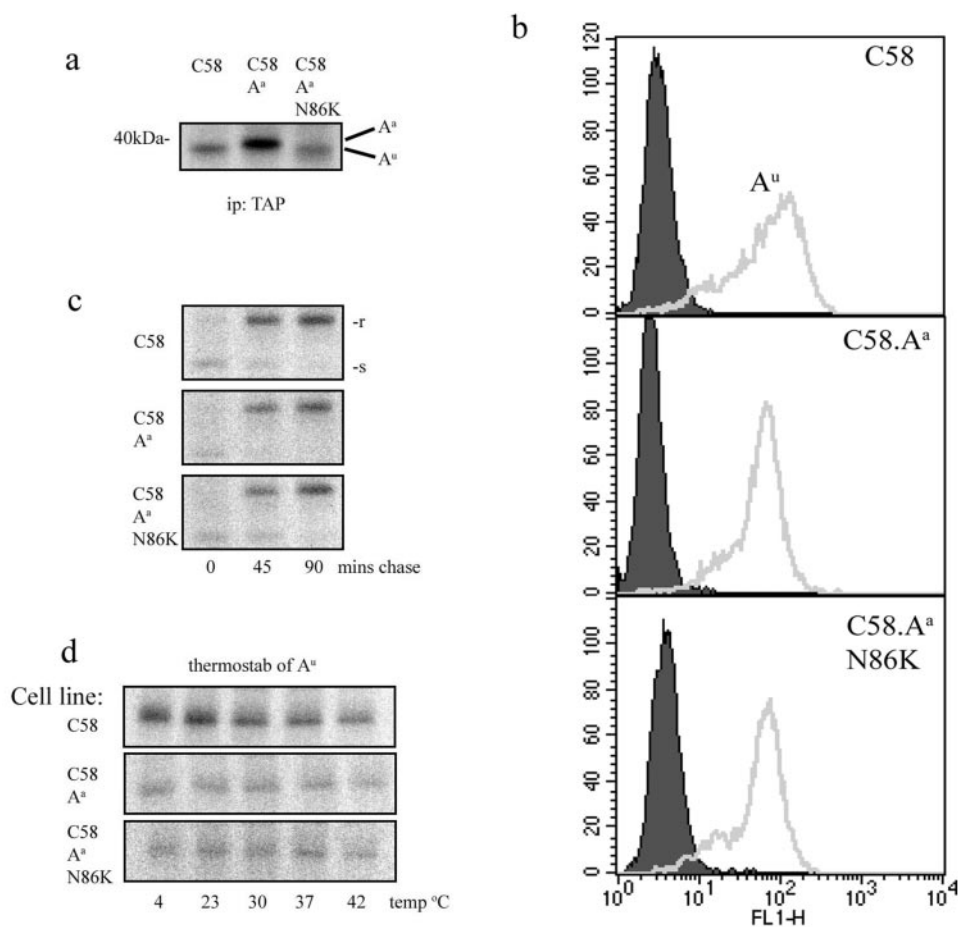 a
C58
C58
Aᵃ
C58
Aᵃ
N86K
40kDa-
Aᵃ
Aᵘ
ip: TAP
c
C58
-r
-s
C58
Aᵃ
C58
Aᵃ
N86K
0 45 90 mins chase
d
thermostab of Aᵘ
Cell line:
C58
C58
Aᵃ
C58
Aᵃ
N86K
4 23 30 37 42 temp °C
b
C58
Aᵘ
120
100
80
60
40
20
0
C58.Aᵃ
100
80
60
40
20
0
C58.Aᵃ
N86K
100
80
60
40
20
0
10⁰ 10¹ 10² 10³ 10⁴
FL1-H